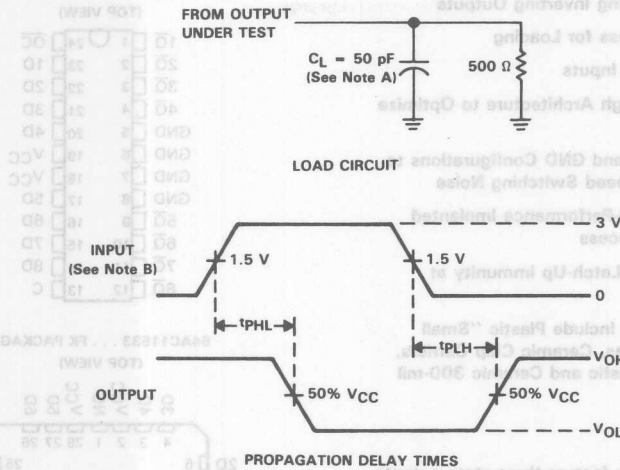 FROM OUTPUT
UNDER TEST
CL = 50 pF
(See Note A)
500 Ω
LOAD CIRCUIT
3 V
INPUT
(See Note B)
1.5 V
1.5 V
0
tPHL
tPLH
VOH
OUTPUT
50% VCC
50% VCC
VOL
PROPAGATION DELAY TIMES